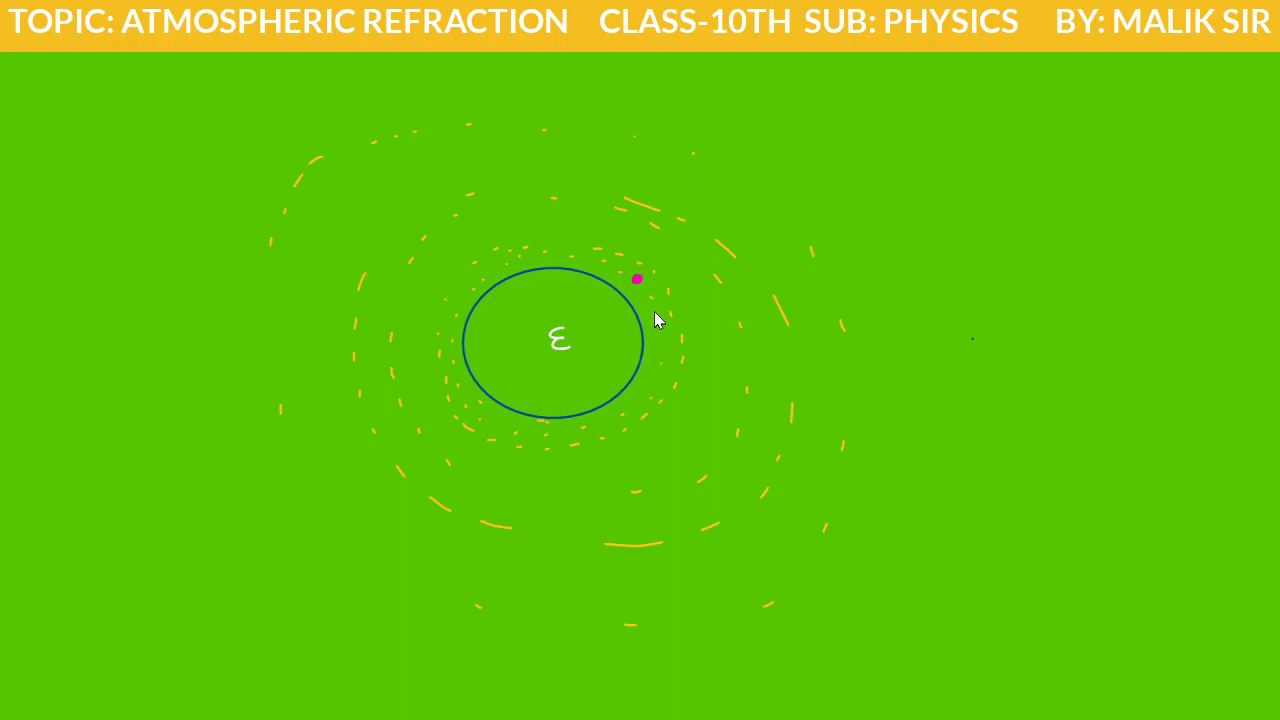 TOPIC: ATMOSPHERIC REFRACTION CLASS-10TH SUB: PHYSICS BY: MALIK SIR
ε